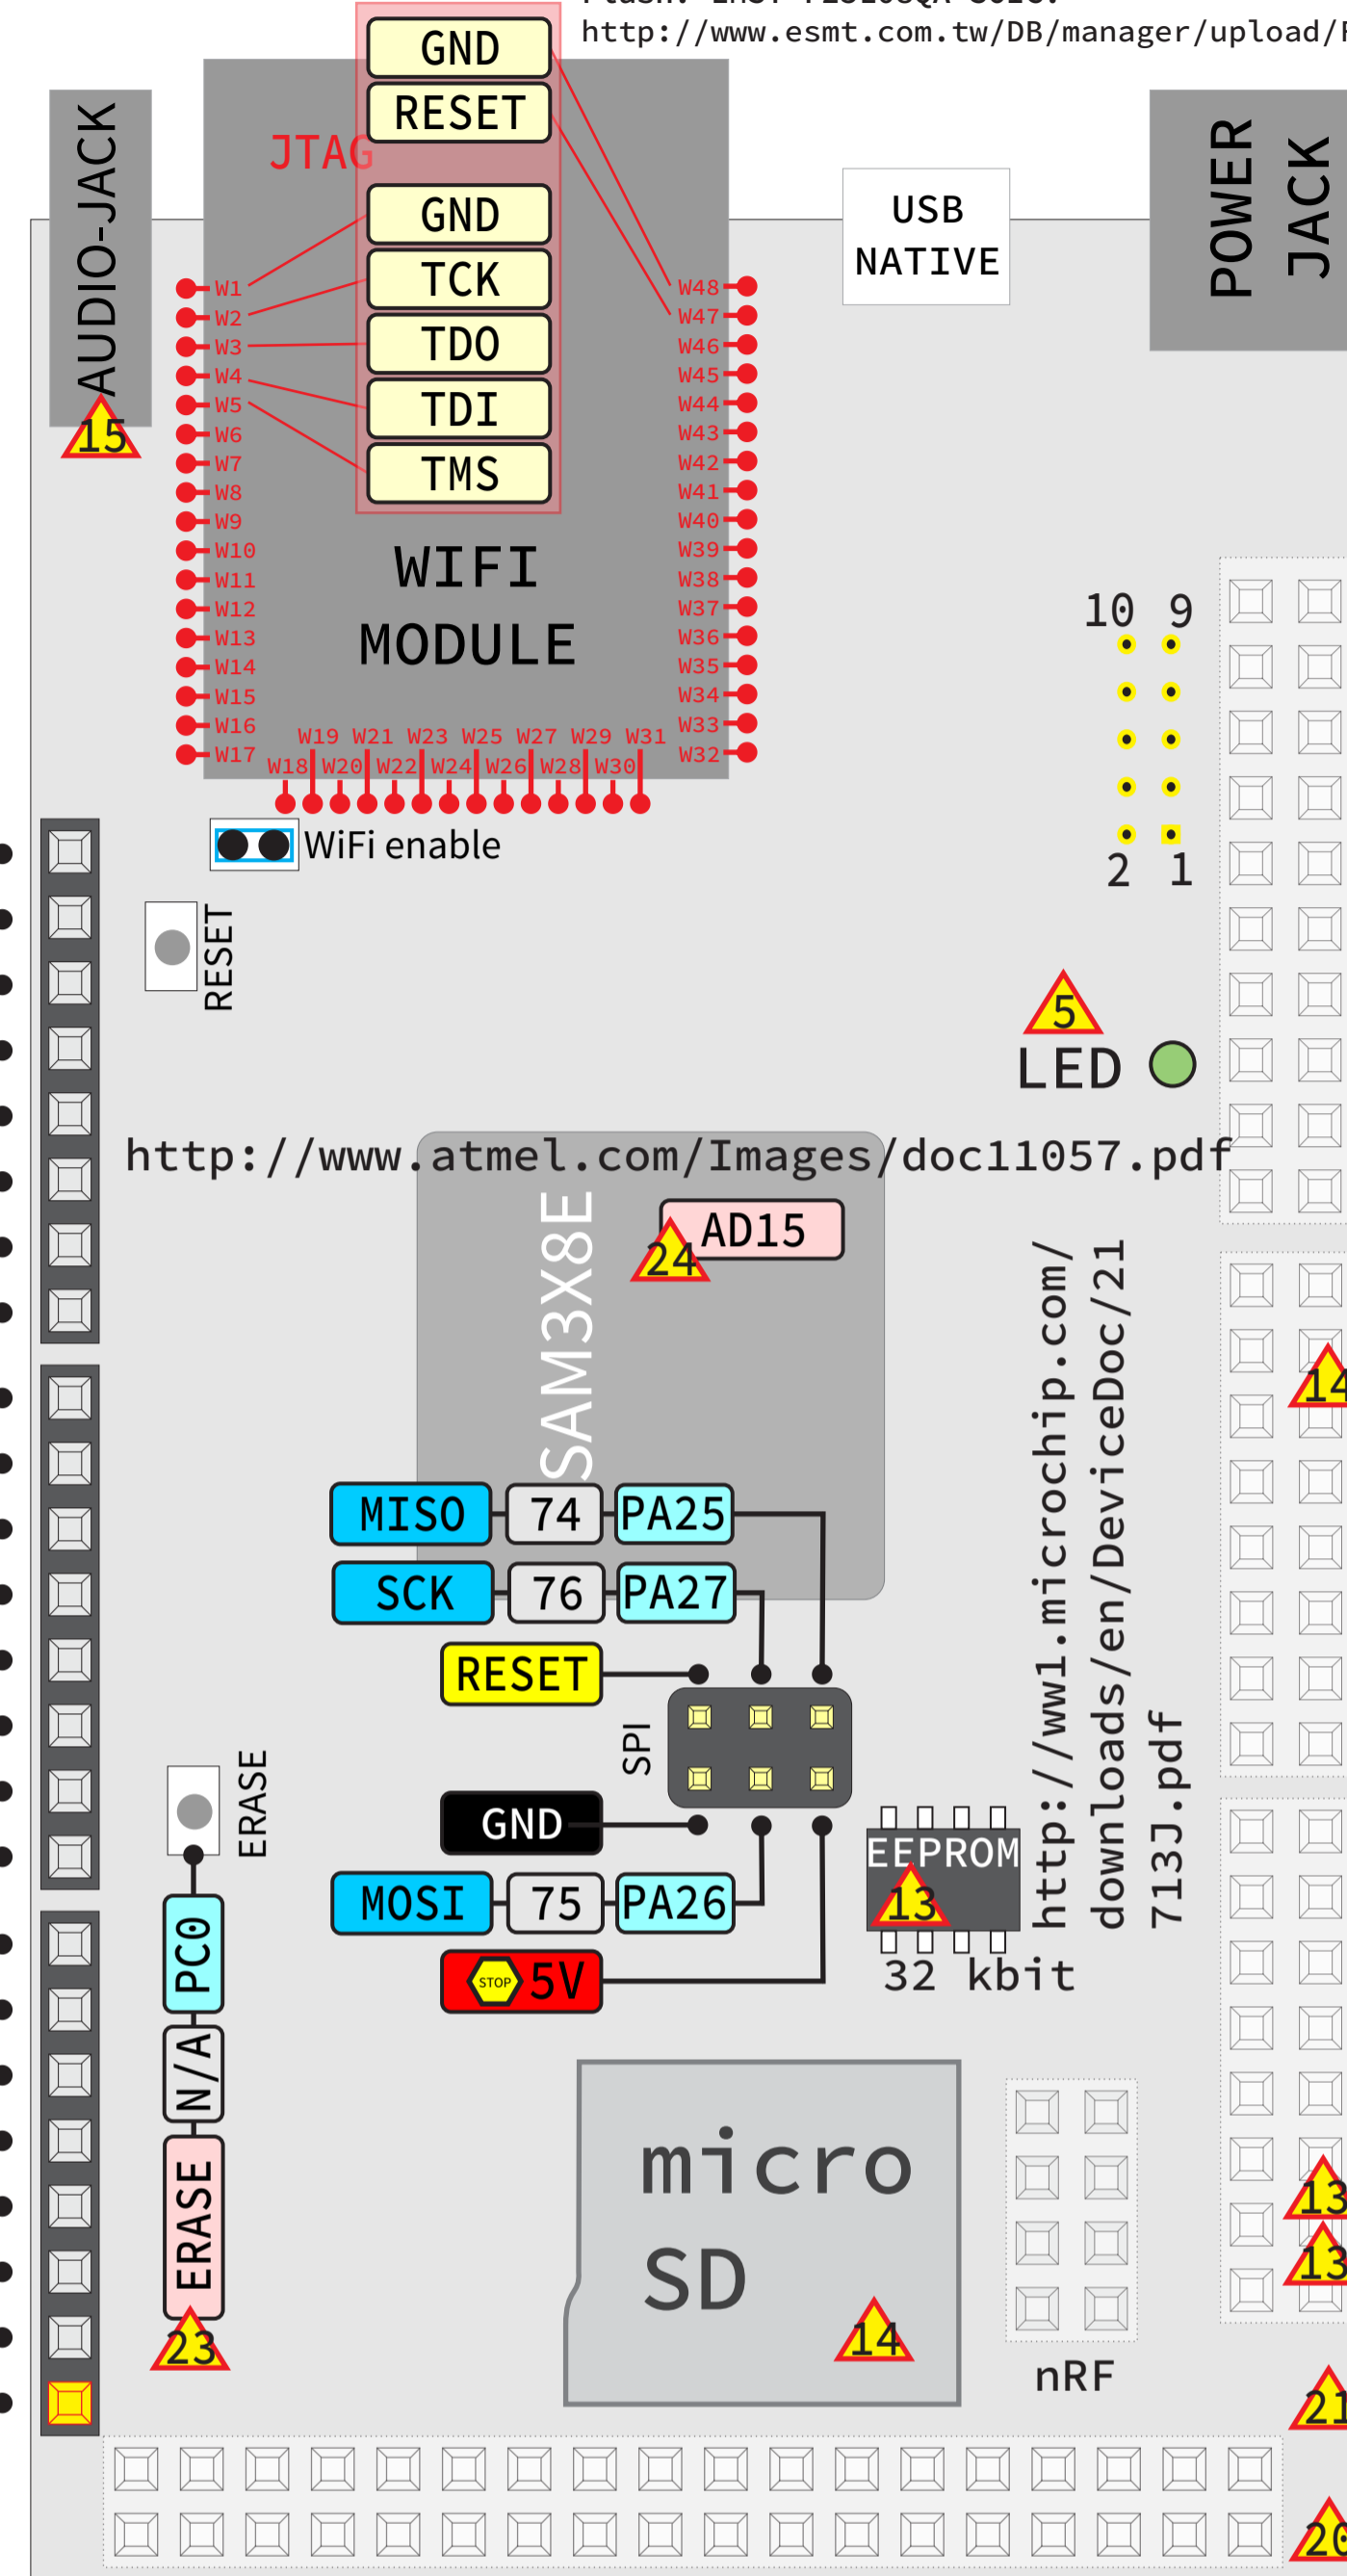 http://www.esmt.com.tw/DB/manager/upload/
GND
RESET
JTAG
GND
TCK
TDO
TDI
TMS
AUDIO-JACK
15
USB
NATIVE
POWER
JACK
W1
W2
W3
W4
W5
W6
W7
W8
W9
W10
W11
W12
W13
W14
W15
W16
W17
W48
W47
W46
W45
W44
W43
W42
W41
W40
W39
W38
W37
W36
W35
W34
W33
W32
WIFI
MODULE
W19 W21 W23 W25 W27 W29 W31
W18 W20 W22 W24 W26 W28 W30
WiFi enable
RESET
10 9
2 1
5
LED
http://www.atmel.com/Images/doc11057.pdf
SAM3X8E
AD15
24
14
MISO 74 PA25
SCK 76 PA27
RESET
SPI
GND
MOSI 75 PA26
STOP 5V
EEPROM
13
32 kbit
http://ww1.microchip.com/
downloads/en/DeviceDoc/21
713J.pdf
ERASE
PC0
N/A
ERASE
23
micro
SD
14
nRF
13
13
21
20